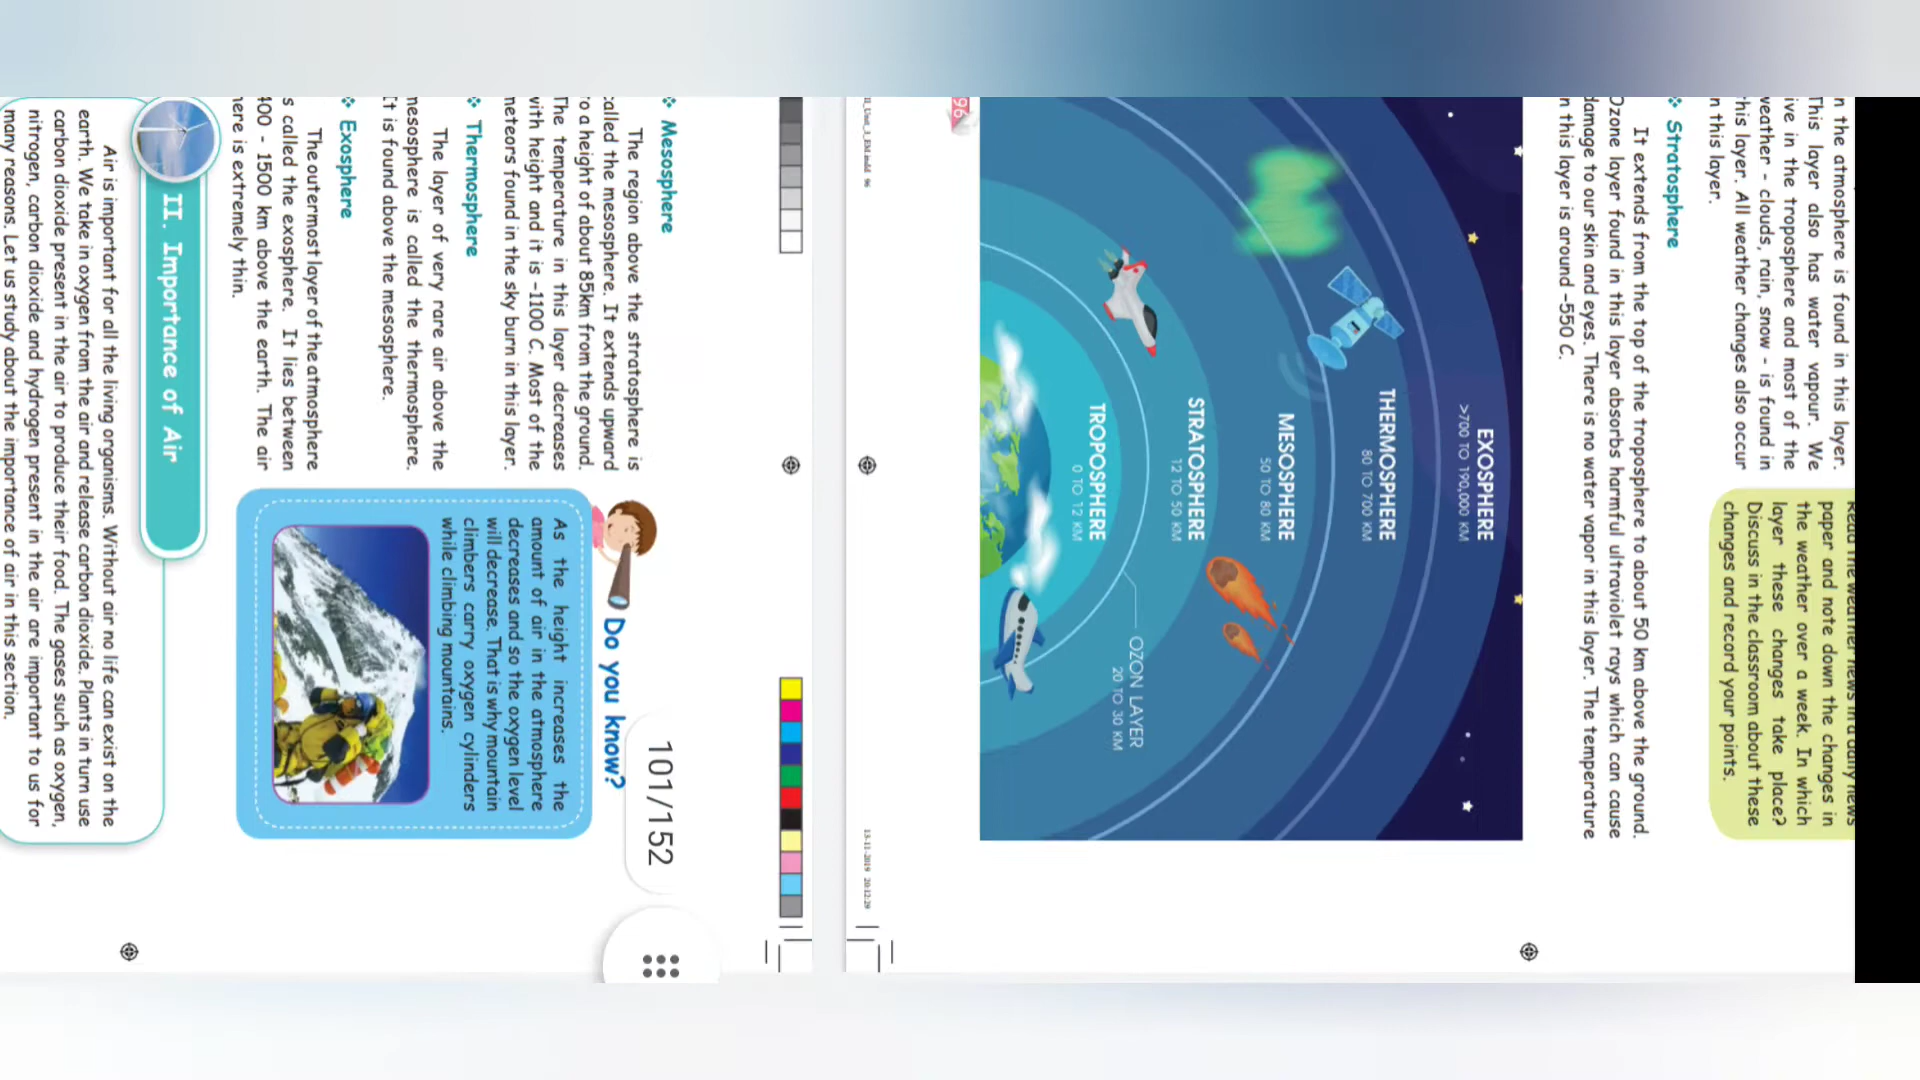 n the atmosphere is found in this layer.
This layer also has water vapour. We
ive in the troposphere and most of the
weather - clouds, rain, snow - is found in
his layer. All weather changes also occur
n this layer.
Read the weather news in a daily news
paper and note down the changes in
the weather over a week. In which
layer these changes take place?
Discuss in the classroom about these
changes and record your points.
❖ Stratosphere
It extends from the top of the troposphere to about 50 km above the ground.
Ozone layer found in this layer absorbs harmful ultraviolet rays which can cause
damage to our skin and eyes. There is no water vapor in this layer. The temperature
n this layer is around -550 C.
EXOSPHERE
>700 TO 190,000 KM
THERMOSPHERE
80 TO 700 KM
MESOSPHERE
50 TO 80 KM
STRATOSPHERE
12 TO 50 KM
OZON LAYER
20 TO 30 KM
TROPOSPHERE
0 TO 12 KM
96
13-11-2019 20:12:29
❖ Mesosphere
The region above the stratosphere is
called the mesosphere. It extends upward
to a height of about 85km from the ground.
The temperature in this layer decreases
with height and it is -1100 C. Most of the
meteors found in the sky burn in this layer.
❖ Thermosphere
The layer of very rare air above the
mesosphere is called the thermosphere.
It is found above the mesosphere.
❖ Exosphere
The outermost layer of the atmosphere
s called the exosphere. It lies between
400 - 1500 km above the earth. The air
here is extremely thin.
Do you know?
As the height increases the
amount of air in the atmosphere
decreases and so the oxygen level
will decrease. That is why mountain
climbers carry oxygen cylinders
while climbing mountains.
101/152
II. Importance of Air
Air is important for all the living organisms. Without air no life can exist on the
earth. We take in oxygen from the air and release carbon dioxide. Plants in turn use
carbon dioxide present in the air to produce their food. The gases such as oxygen,
nitrogen, carbon dioxide and hydrogen present in the air are important to us for
many reasons. Let us study about the importance of air in this section.